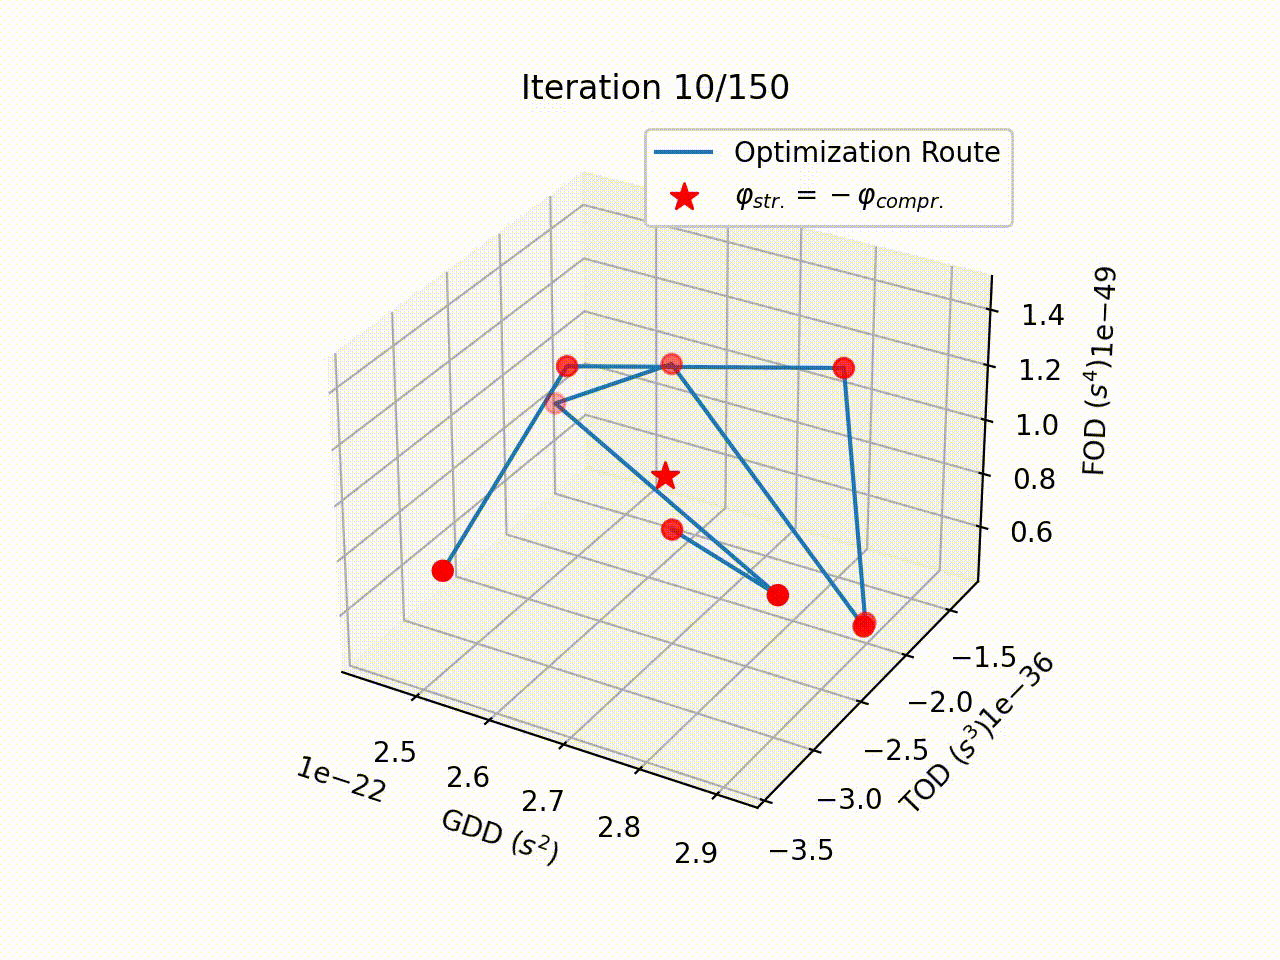 Iteration 10/150
Optimization Route
φstr. = −φcompr.
1.4
1.2
1.0
0.8
0.6
FOD (s⁴)1e−49
−1.5
−2.0
−2.5
−3.0
−3.5
TOD (s³)1e−36
2.5
2.6
2.7
2.8
2.9
1e−22
GDD (s²)